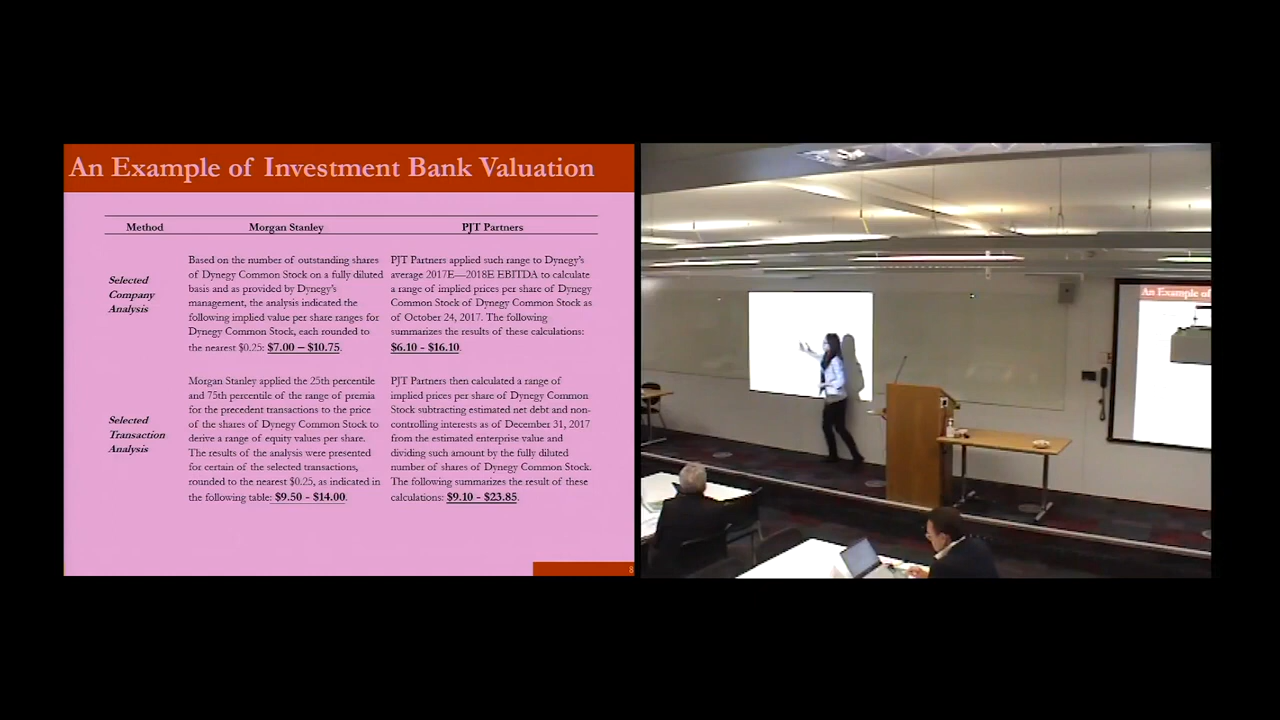 An Example of Investment Bank Valuation
Method Morgan Stanley PJT Partners
Selected
Company
Analysis
Based on the number of outstanding shares
of Dynegy Common Stock on a fully diluted
basis and as provided by Dynegy's
management, the analysis indicated the
following implied value per share ranges for
Dynegy Common Stock, each rounded to
the nearest $0.25: $7.00 – $10.75.
PJT Partners applied such range to Dynegy's
average 2017E—2018E EBITDA to calculate
a range of implied prices per share of Dynegy
Common Stock of Dynegy Common Stock as
of October 24, 2017. The following
summarizes the results of these calculations:
$6.10 - $16.10.
Selected
Transaction
Analysis
Morgan Stanley applied the 25th percentile
and 75th percentile of the range of premia
for the precedent transactions to the price
of the shares of Dynegy Common Stock to
derive a range of equity values per share.
The results of the analysis were presented
for certain of the selected transactions,
rounded to the nearest $0.25, as indicated in
the following table: $9.50 - $14.00.
PJT Partners then calculated a range of
implied prices per share of Dynegy Common
Stock subtracting estimated net debt and non-
controlling interests as of December 31, 2017
from the estimated enterprise value and
dividing such amount by the fully diluted
number of shares of Dynegy Common Stock.
The following summarizes the result of these
calculations: $9.10 - $23.85.
8
An Example of